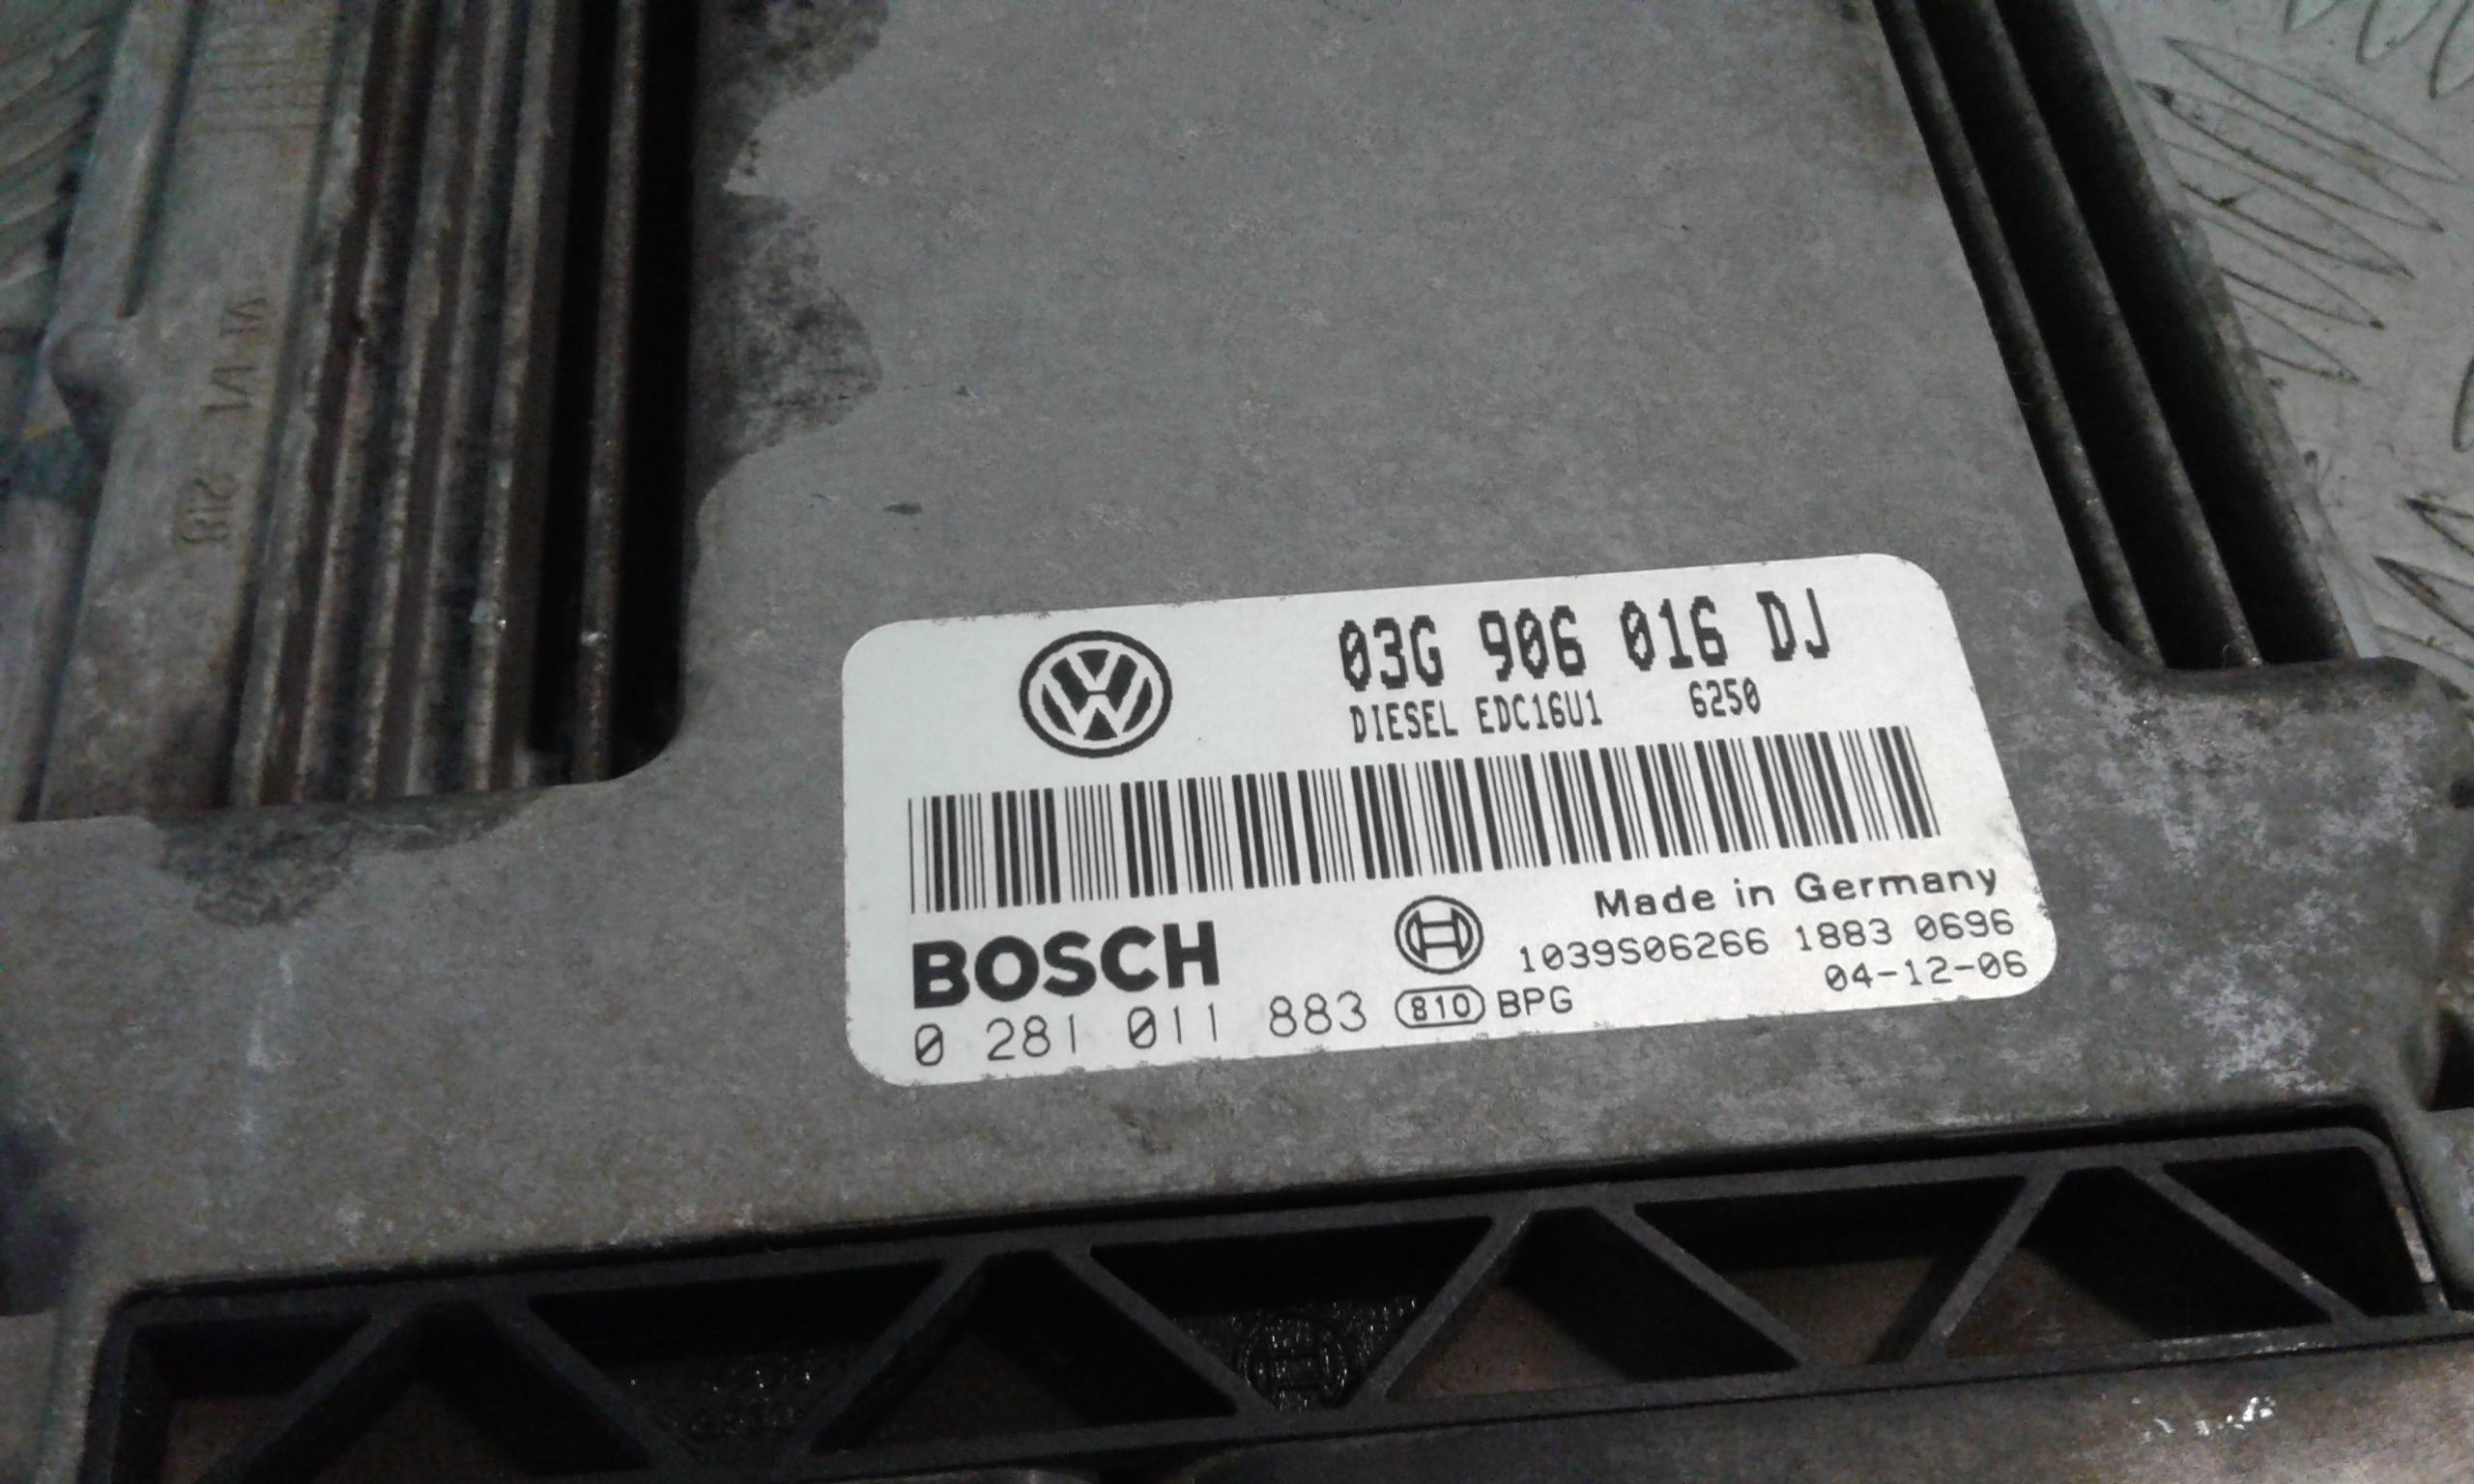 03G 906 016 DJ
DIESEL EDC16U1 6250
Made in Germany
BOSCH
1039S06266 1883 0696
04-12-06
0 281 011 883 810 BPG